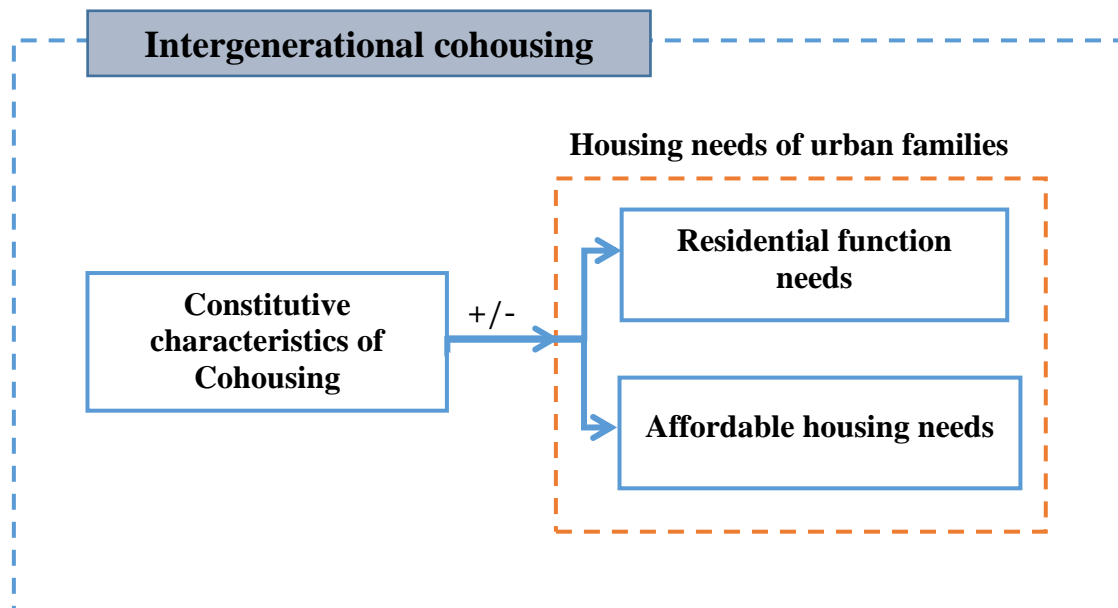 Intergenerational cohousing
Housing needs of urban families
Residential function
needs
Constitutive
characteristics of
Cohousing
+/-
Affordable housing needs